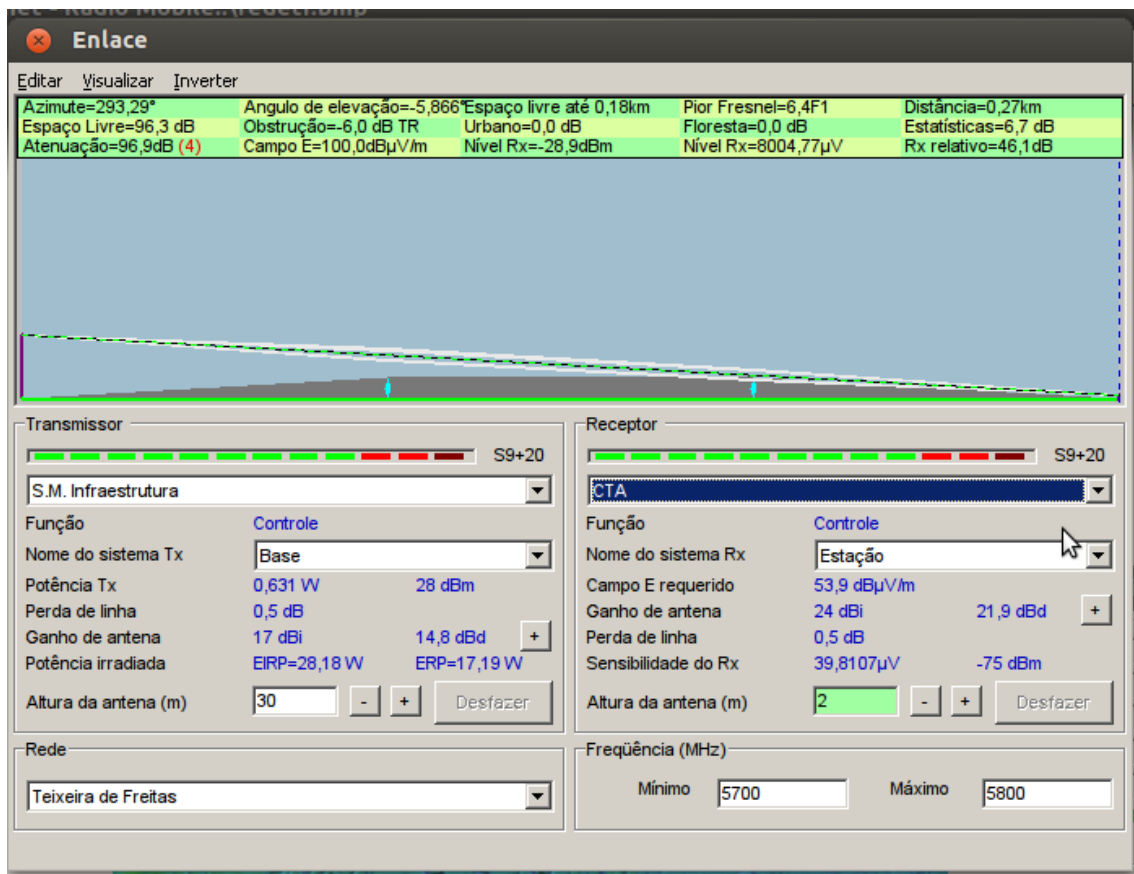 Enlace
Editar Visualizar Inverter
Azimute=293,29° Angulo de elevação=-5,866° Espaço livre até 0,18km Pior Fresnel=6,4F1 Distância=0,27km
Espaço Livre=96,3 dB Obstrução=-6,0 dB TR Urbano=0,0 dB Floresta=0,0 dB Estatísticas=6,7 dB
Atenuação=96,9dB (4) Campo E=100,0dBµV/m Nível Rx=-28,9dBm Nível Rx=8004,77µV Rx relativo=46,1dB
Transmissor
S9+20
S.M. Infraestrutura
Função Controle
Nome do sistema Tx Base
Potência Tx 0,631 W 28 dBm
Perda de linha 0,5 dB
Ganho de antena 17 dBi 14,8 dBd +
Potência irradiada EIRP=28,18 W ERP=17,19 W
Altura da antena (m) 30 - + Desfazer
Rede
Teixeira de Freitas
Receptor
S9+20
CTA
Função Controle
Nome do sistema Rx Estação
Campo E requerido 53,9 dBµV/m
Ganho de antena 24 dBi 21,9 dBd +
Perda de linha 0,5 dB
Sensibilidade do Rx 39,8107µV -75 dBm
Altura da antena (m) 2 - + Desfazer
Freqüência (MHz)
Mínimo 5700 Máximo 5800